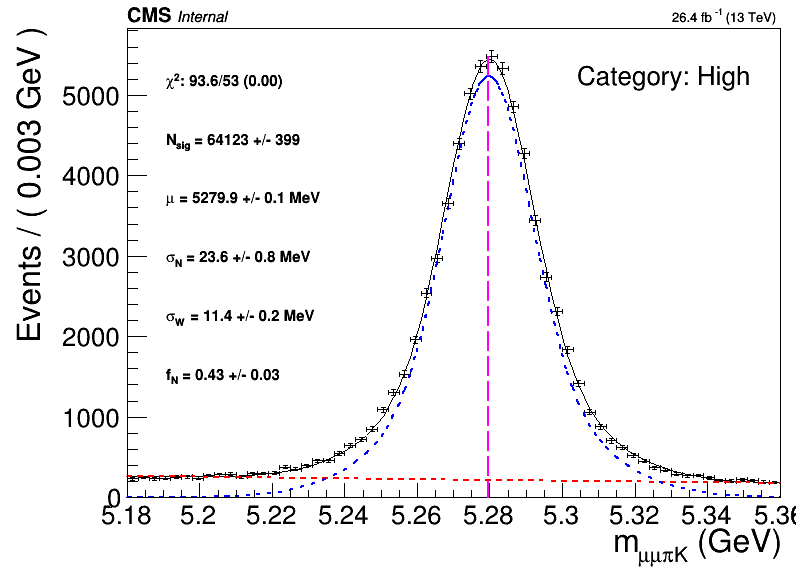 CMS Internal 26.4 fb⁻¹ (13 TeV)
Events / ( 0.003 GeV )
5000
4000
3000
2000
1000
0
χ²: 93.6/53 (0.00)
Category: High
N_sig = 64123 +/- 399
μ = 5279.9 +/- 0.1 MeV
σ_N = 23.6 +/- 0.8 MeV
σ_W = 11.4 +/- 0.2 MeV
f_N = 0.43 +/- 0.03
5.18 5.2 5.22 5.24 5.26 5.28 5.3 5.32 5.34 5.36
m_μμπK (GeV)